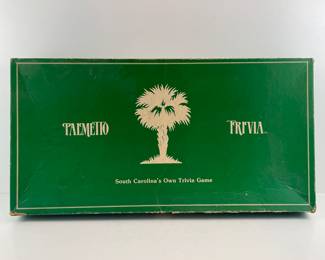 PALMETTO TRIVIA
South Carolina's Own Trivia Game